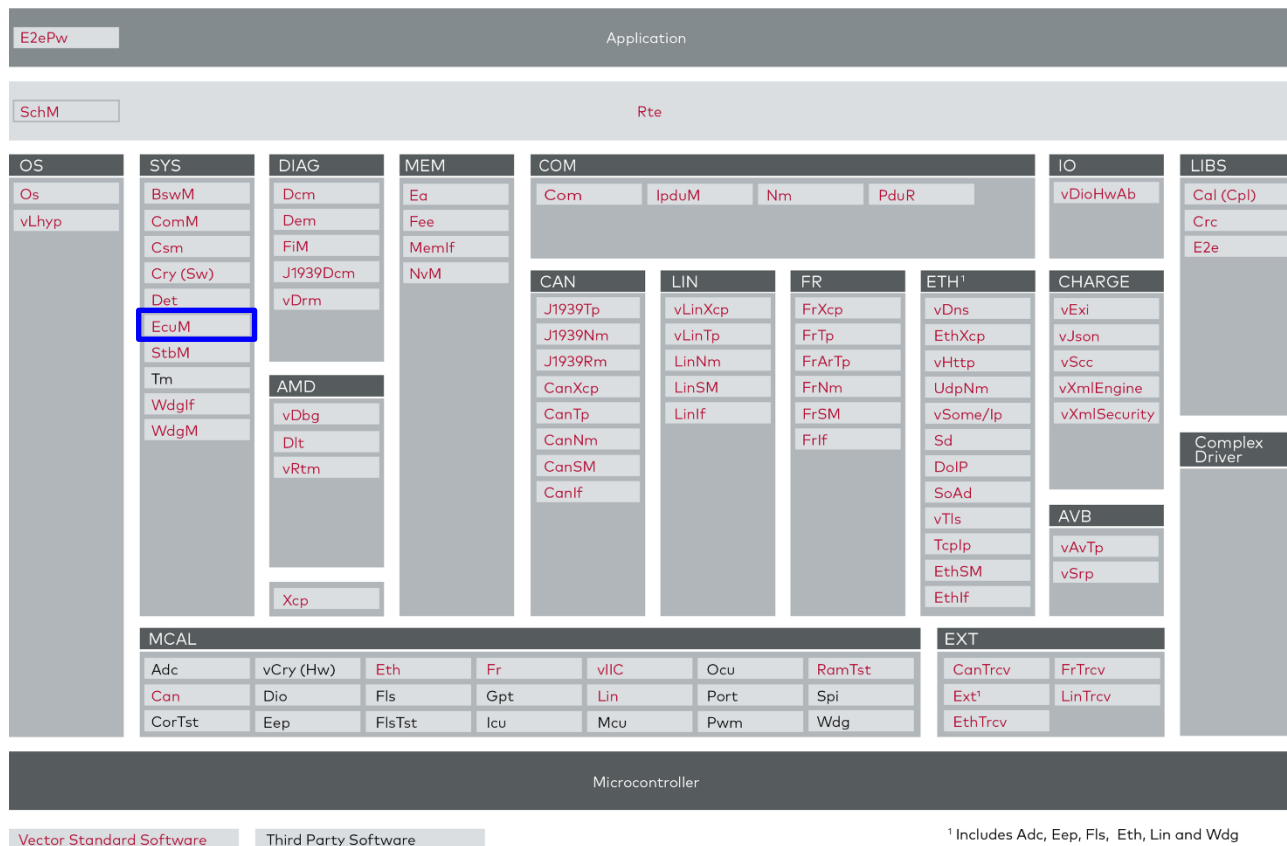 E2ePw
Application
SchM
Rte
OS
Os
vLhyp
SYS
BswM
ComM
Csm
Cry (Sw)
Det
EcuM
StbM
Tm
WdgIf
WdgM
DIAG
Dcm
Dem
FiM
J1939Dcm
vDrm
AMD
vDbg
Dlt
vRtm
Xcp
MEM
Ea
Fee
MemIf
NvM
COM
Com
IpduM
Nm
PduR
CAN
J1939Tp
J1939Nm
J1939Rm
CanXcp
CanTp
CanNm
CanSM
CanIf
LIN
vLinXcp
vLinTp
LinNm
LinSM
LinIf
FR
FrXcp
FrTp
FrArTp
FrNm
FrSM
FrIf
ETH¹
vDns
EthXcp
vHttp
UdpNm
vSome/Ip
Sd
DoIP
SoAd
vTls
TcpIp
EthSM
EthIf
IO
vDioHwAb
CHARGE
vExi
vJson
vScc
vXmlEngine
vXmlSecurity
AVB
vAvTp
vSrp
LIBS
Cal (Cpl)
Crc
E2e
Complex
Driver
MCAL
Adc
vCry (Hw)
Eth
Fr
vIIC
Ocu
RamTst
Can
Dio
Fls
Gpt
Lin
Port
Spi
CorTst
Eep
FlsTst
Icu
Mcu
Pwm
Wdg
EXT
CanTrcv
FrTrcv
Ext¹
LinTrcv
EthTrcv
Microcontroller
Vector Standard Software
Third Party Software
¹ Includes Adc, Eep, Fls, Eth, Lin and Wdg